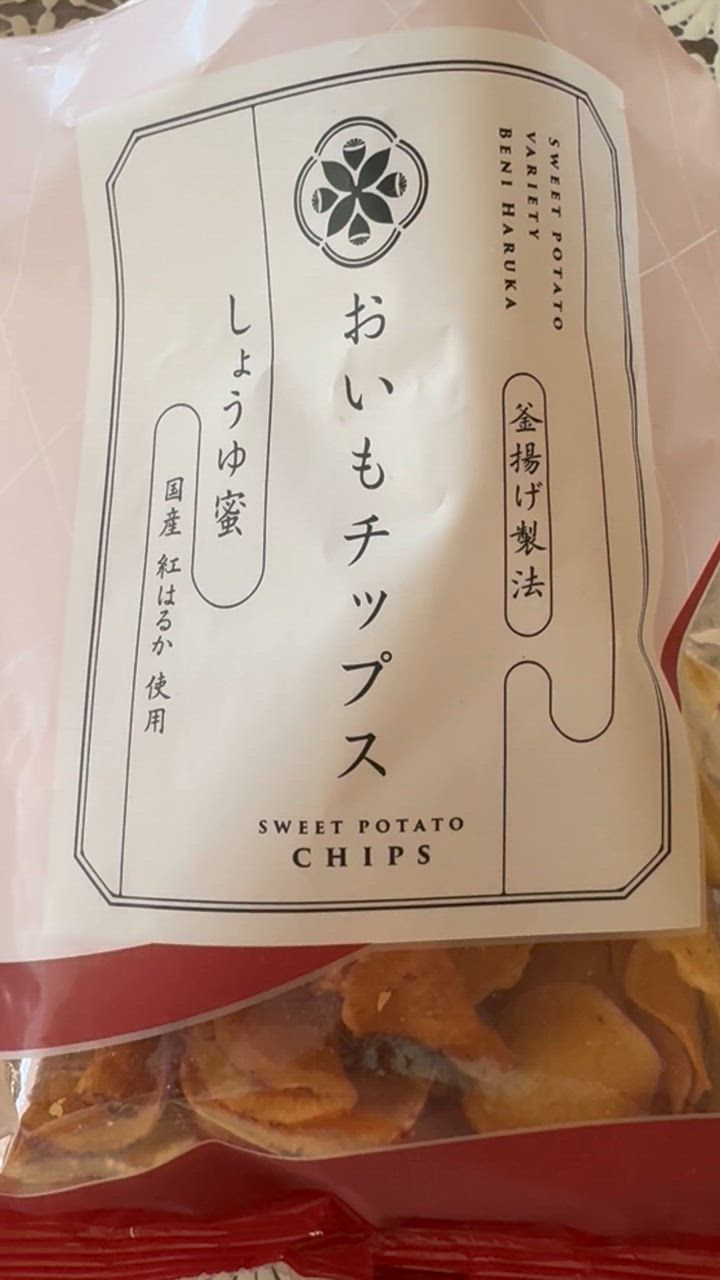 SWEET POTATO
VARIETY
BENI HARUKA
釜揚げ製法
おいもチップス
しょうゆ蜜
国産 紅はるか 使用
SWEET POTATO
CHIPS